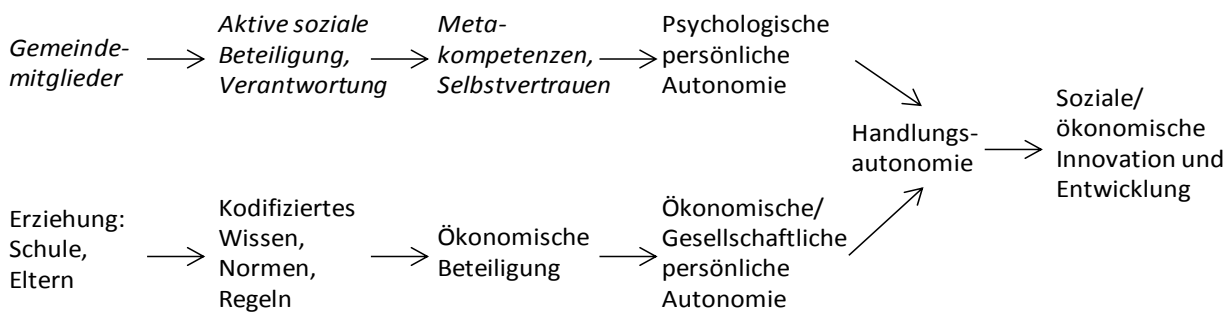 Gemeinde-
mitglieder
Aktive soziale
Beteiligung,
Verantwortung
Meta-
kompetenzen,
Selbstvertrauen
Psychologische
persönliche
Autonomie
Handlungs-
autonomie
Soziale/
ökonomische
Innovation und
Entwicklung
Erziehung:
Schule,
Eltern
Kodifiziertes
Wissen,
Normen,
Regeln
Ökonomische
Beteiligung
Ökonomische/
Gesellschaftliche
persönliche
Autonomie